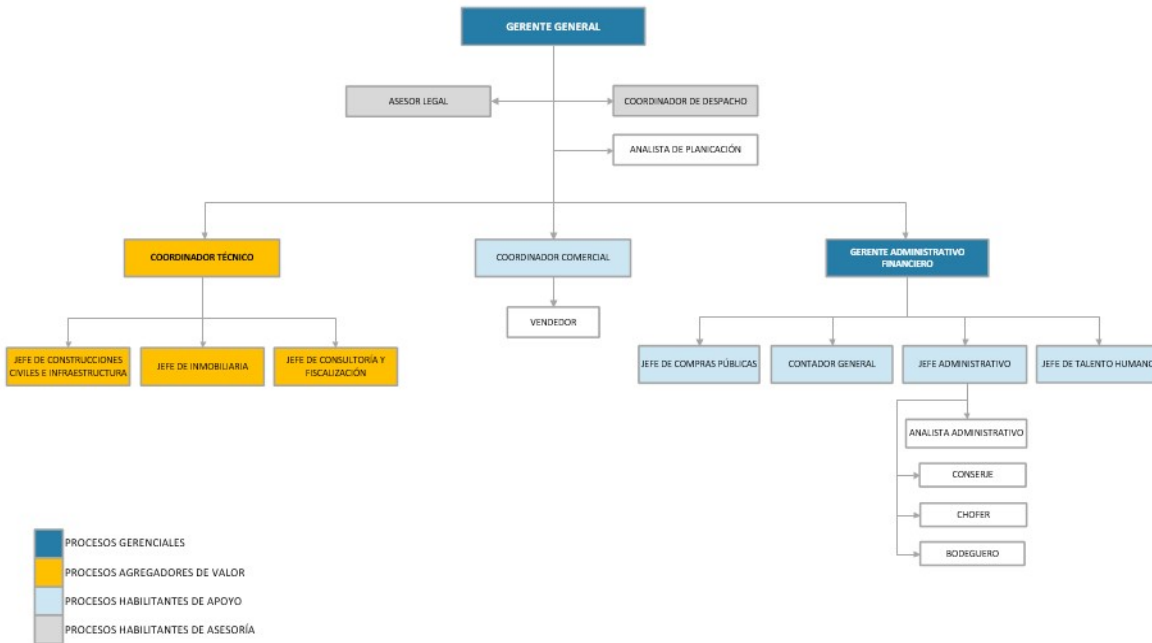 GERENTE GENERAL
ASESOR LEGAL
COORDINADOR DE DESPACHO
ANALISTA DE PLANICACIÓN
COORDINADOR TÉCNICO
COORDINADOR COMERCIAL
GERENTE ADMINISTRATIVO
FINANCIERO
VENDEDOR
JEFE DE CONSTRUCCIONES
CIVILES E INFRAESTRUCTURA
JEFE DE INMOBILIARIA
JEFE DE CONSULTORÍA Y
FISCALIZACIÓN
JEFE DE COMPRAS PÚBLICAS
CONTADOR GENERAL
JEFE ADMINISTRATIVO
JEFE DE TALENTO HUMANO
ANALISTA ADMINISTRATIVO
CONSERJE
CHOFER
BODEGUERO
PROCESOS GERENCIALES
PROCESOS AGREGADORES DE VALOR
PROCESOS HABILITANTES DE APOYO
PROCESOS HABILITANTES DE ASESORÍA